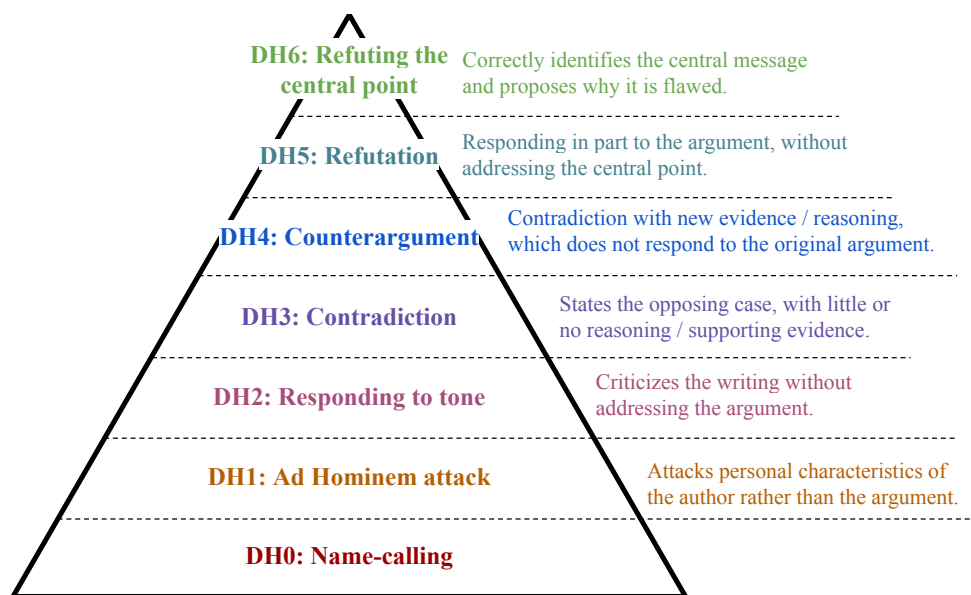 DH6: Refuting the
central point
Correctly identifies the central message
and proposes why it is flawed.
DH5: Refutation
Responding in part to the argument, without
addressing the central point.
DH4: Counterargument
Contradiction with new evidence / reasoning,
which does not respond to the original argument.
DH3: Contradiction
States the opposing case, with little or
no reasoning / supporting evidence.
DH2: Responding to tone
Criticizes the writing without
addressing the argument.
DH1: Ad Hominem attack
Attacks personal characteristics of
the author rather than the argument.
DH0: Name-calling